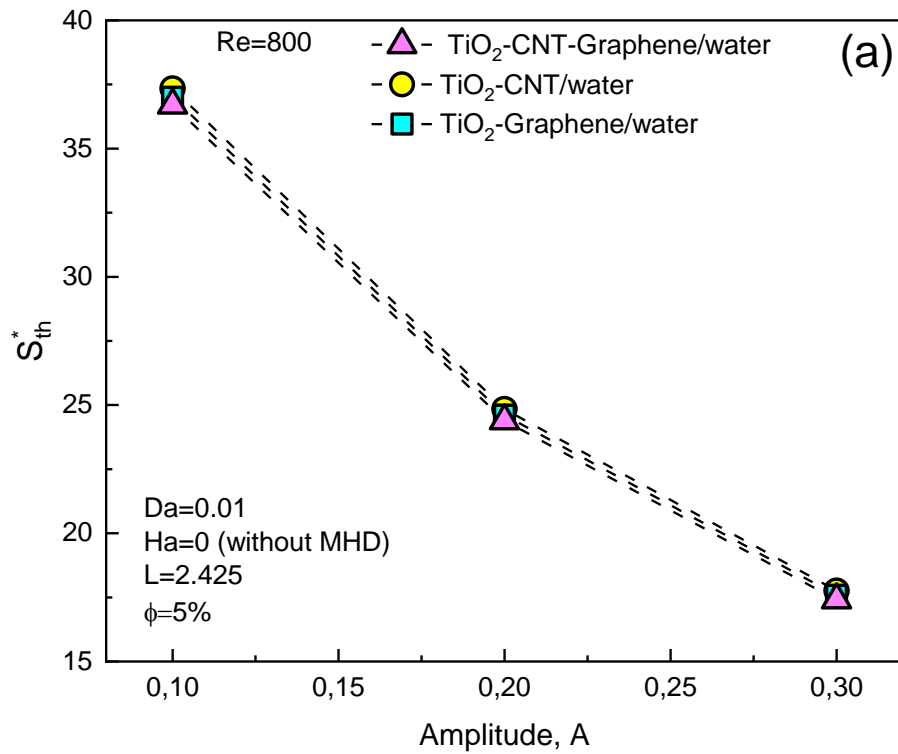 (a)
Re=800
TiO₂-CNT-Graphene/water
TiO₂-CNT/water
TiO₂-Graphene/water
40
35
30
25
20
15
S*th
Da=0.01
Ha=0 (without MHD)
L=2.425
ϕ=5%
0,10 0,15 0,20 0,25 0,30
Amplitude, A